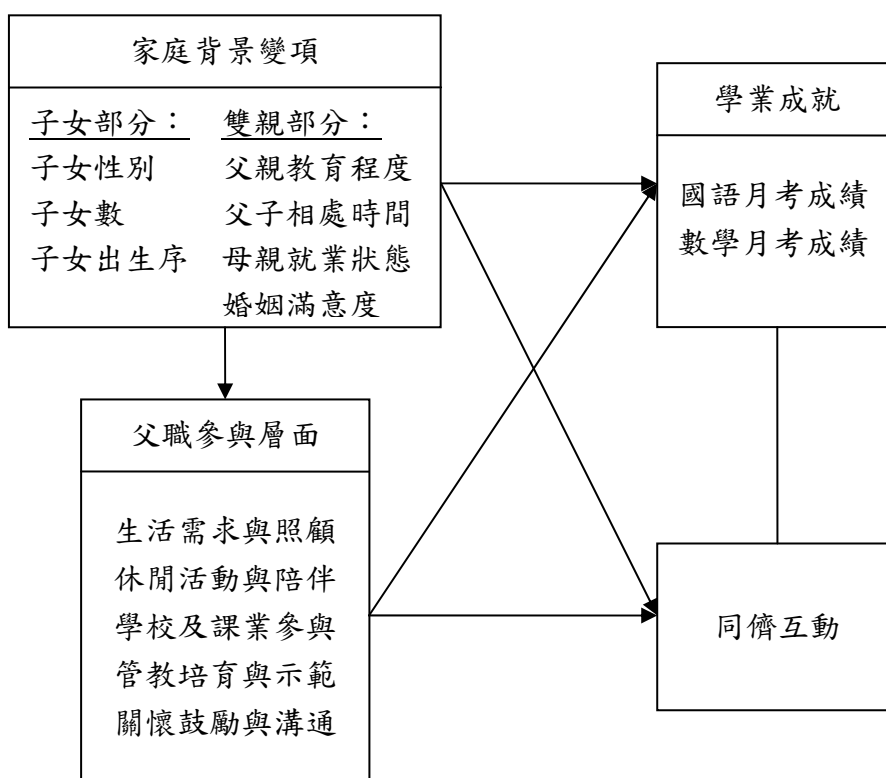 家庭背景變項
子女部分：
子女性別
子女數
子女出生序
雙親部分：
父親教育程度
父子相處時間
母親就業狀態
婚姻滿意度
學業成就
國語月考成績
數學月考成績
父職參與層面
生活需求與照顧
休閒活動與陪伴
學校及課業參與
管教培育與示範
關懷鼓勵與溝通
同儕互動